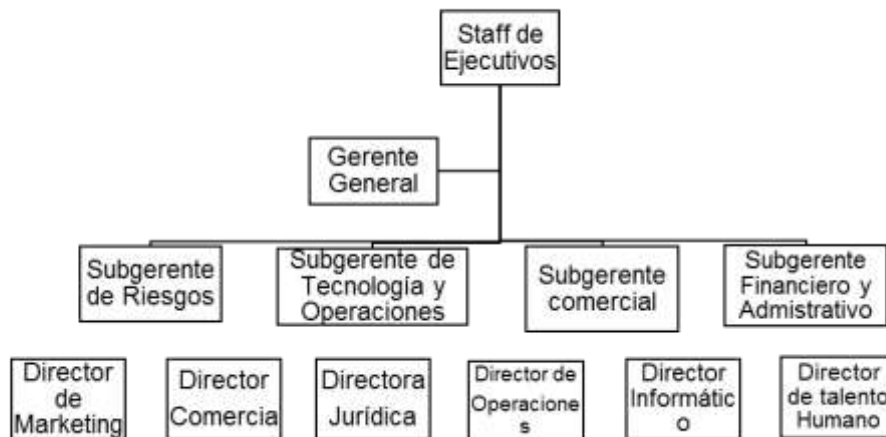 Staff de
Ejecutivos
Gerente
General
Subgerente
de Riesgos
Subgerente de
Tecnología y
Operaciones
Subgerente
comercial
Subgerente
Financiero y
Admistrativo
Director
de
Marketing
Director
Comercia
Directora
Jurídica
Director de
Operacione
s
Director
Informátic
o
Director
de talento
Humano